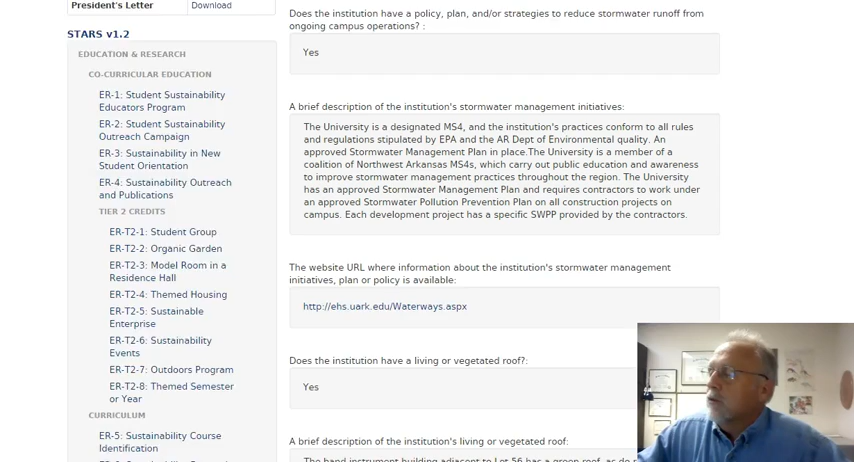 President's Letter Download
STARS v1.2
EDUCATION & RESEARCH
CO-CURRICULAR EDUCATION
ER-1: Student Sustainability
Educators Program
ER-2: Student Sustainability
Outreach Campaign
ER-3: Sustainability in New
Student Orientation
ER-4: Sustainability Outreach
and Publications
TIER 2 CREDITS
ER-T2-1: Student Group
ER-T2-2: Organic Garden
ER-T2-3: Model Room in a
Residence Hall
ER-T2-4: Themed Housing
ER-T2-5: Sustainable
Enterprise
ER-T2-6: Sustainability
Events
ER-T2-7: Outdoors Program
ER-T2-8: Themed Semester
or Year
CURRICULUM
ER-5: Sustainability Course
Identification
Does the institution have a policy, plan, and/or strategies to reduce stormwater runoff from
ongoing campus operations? :
Yes
A brief description of the institution's stormwater management initiatives:
The University is a designated MS4, and the institution's practices conform to all rules
and regulations stipulated by EPA and the AR Dept of Environmental quality. An
approved Stormwater Management Plan in place.The University is a member of a
coalition of Northwest Arkansas MS4s, which carry out public education and awareness
to improve stormwater management practices throughout the region. The University
has an approved Stormwater Management Plan and requires contractors to work under
an approved Stormwater Pollution Prevention Plan on all construction projects on
campus. Each development project has a specific SWPP provided by the contractors.
The website URL where information about the institution's stormwater management
initiatives, plan or policy is available:
http://ehs.uark.edu/Waterways.aspx
Does the institution have a living or vegetated roof?:
Yes
A brief description of the institution's living or vegetated roof:
The band instrument building adjacent to Lot 56 has a green roof, as do